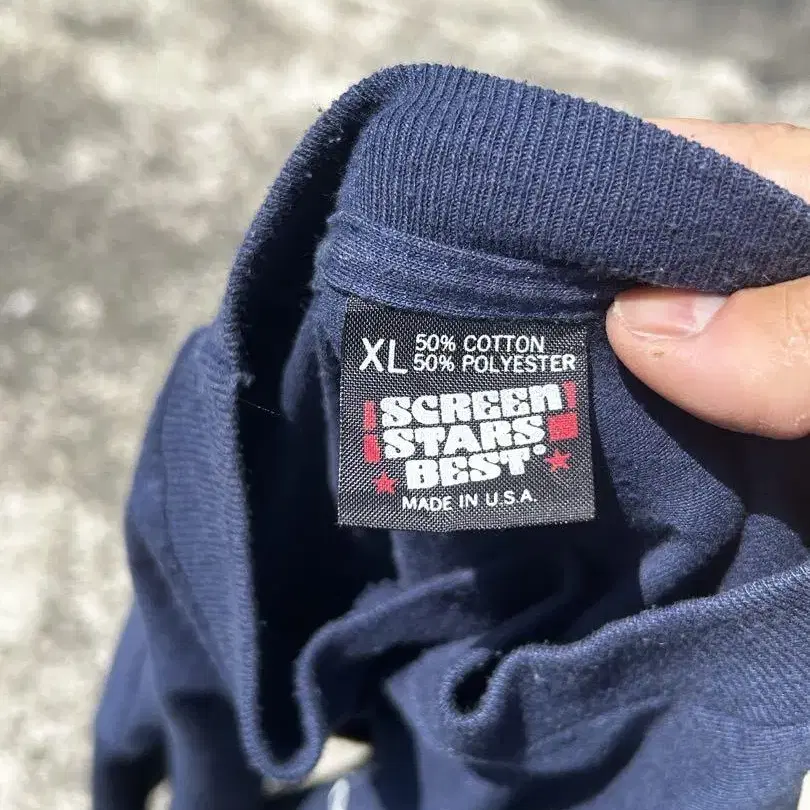 XL 50% COTTON
50% POLYESTER
SCREEN
STARS
BEST®
MADE IN U.S.A.